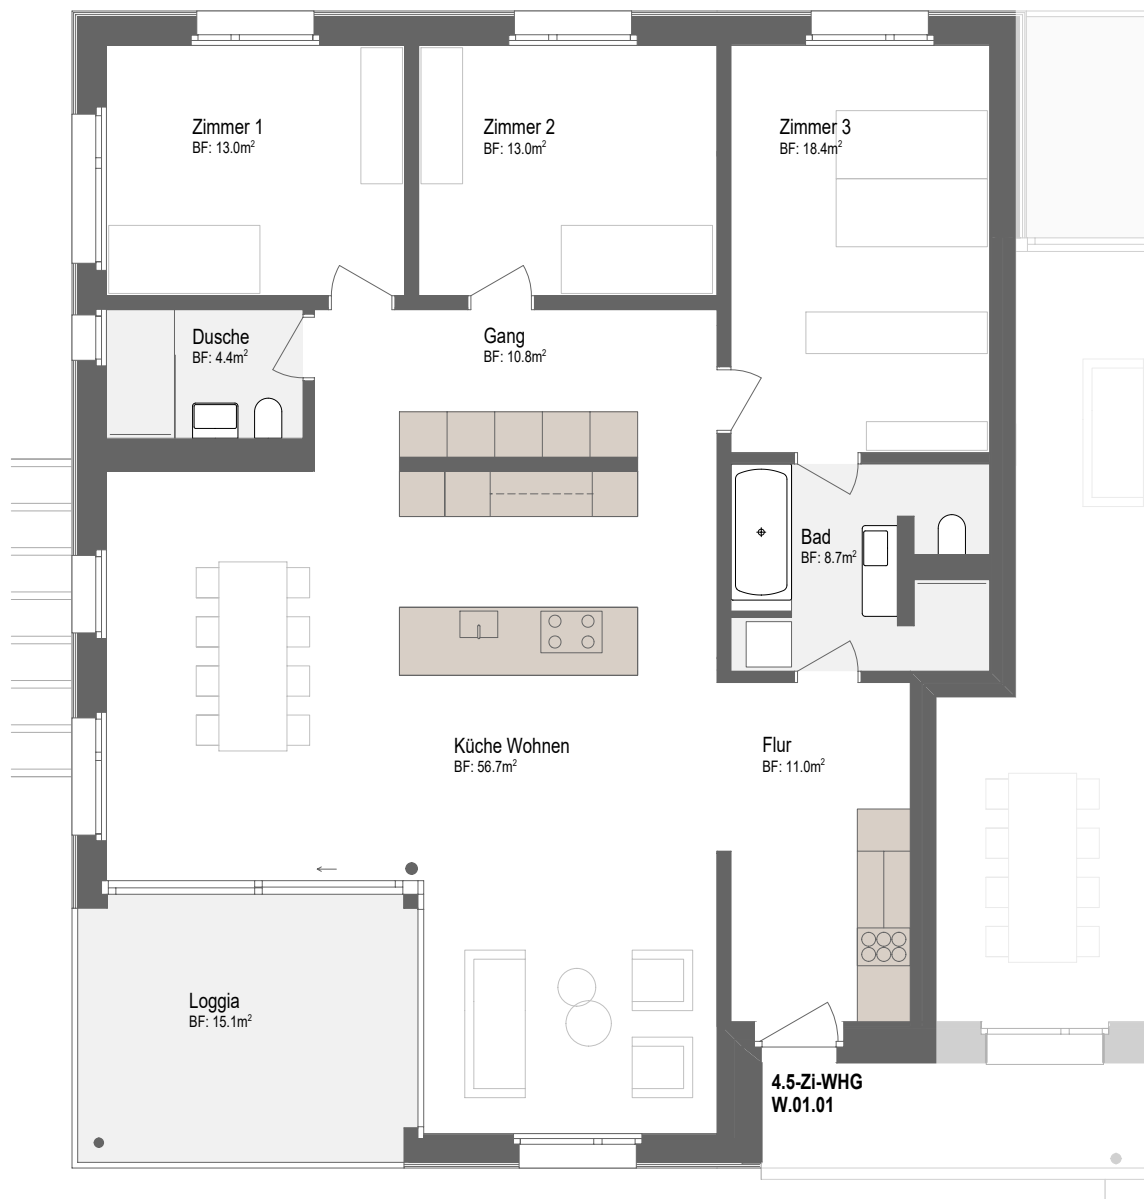 Zimmer 1
BF: 13.0m²
Zimmer 2
BF: 13.0m²
Zimmer 3
BF: 18.4m²
Dusche
BF: 4.4m²
Gang
BF: 10.8m²
Bad
BF: 8.7m²
Küche Wohnen
BF: 56.7m²
Flur
BF: 11.0m²
Loggia
BF: 15.1m²
4.5-Zi-WHG
W.01.01